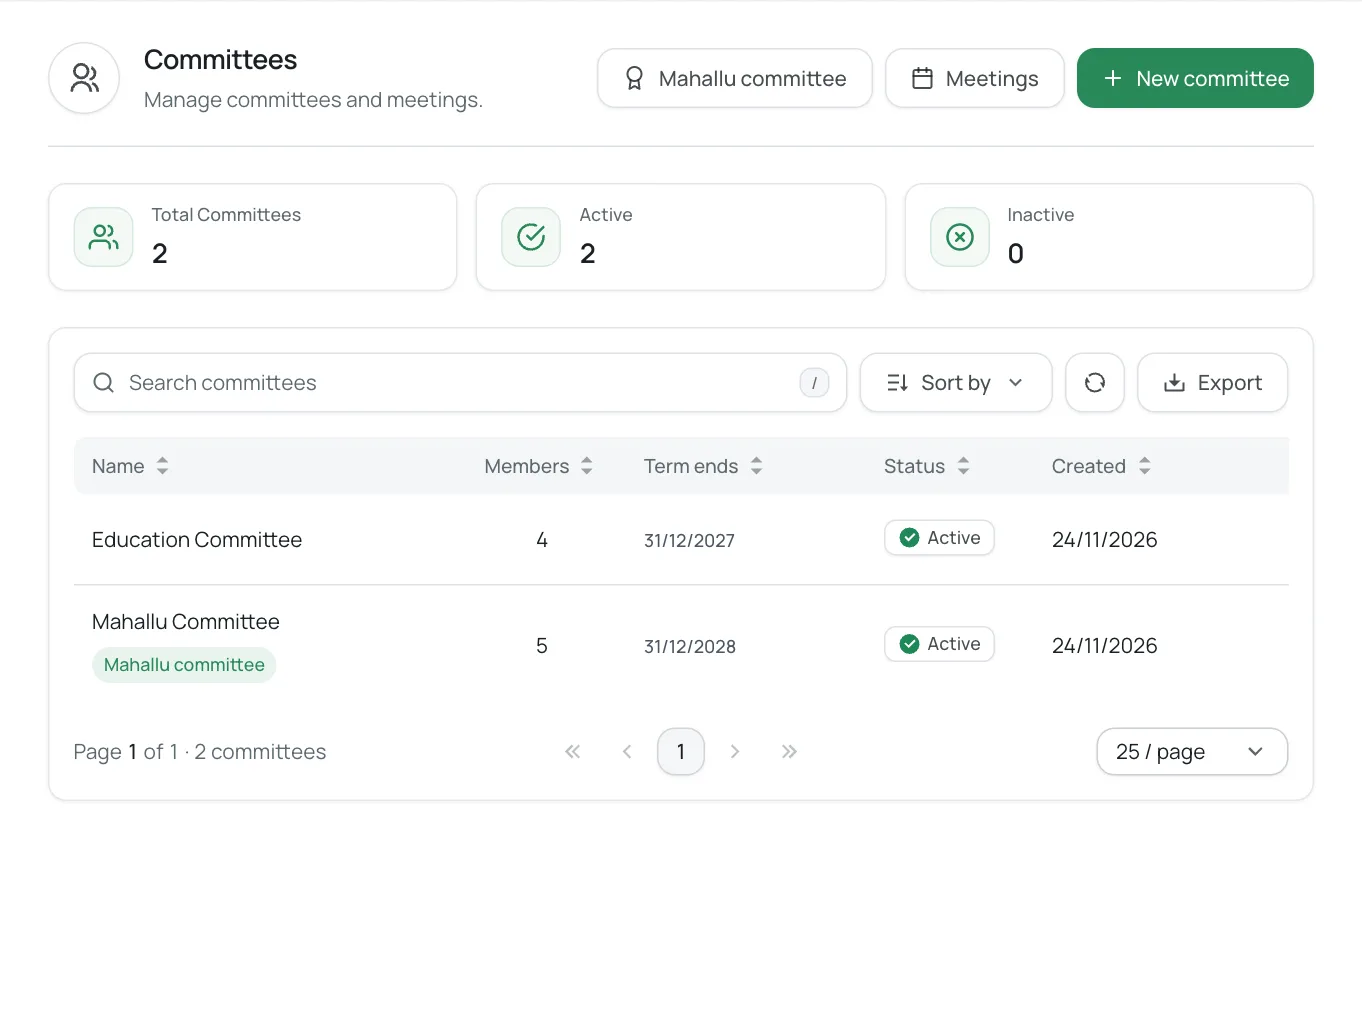 Committees
Manage committees and meetings.
Mahallu committee
Meetings
New committee
Total Committees
2
Active
2
Inactive
0
Search committees
/
Sort by
Export
Name
Members
Term ends
Status
Created
Education Committee
4
31/12/2027
Active
24/11/2026
Mahallu Committee
Mahallu committee
5
31/12/2028
Active
24/11/2026
Page 1 of 1 · 2 committees
1
25 / page